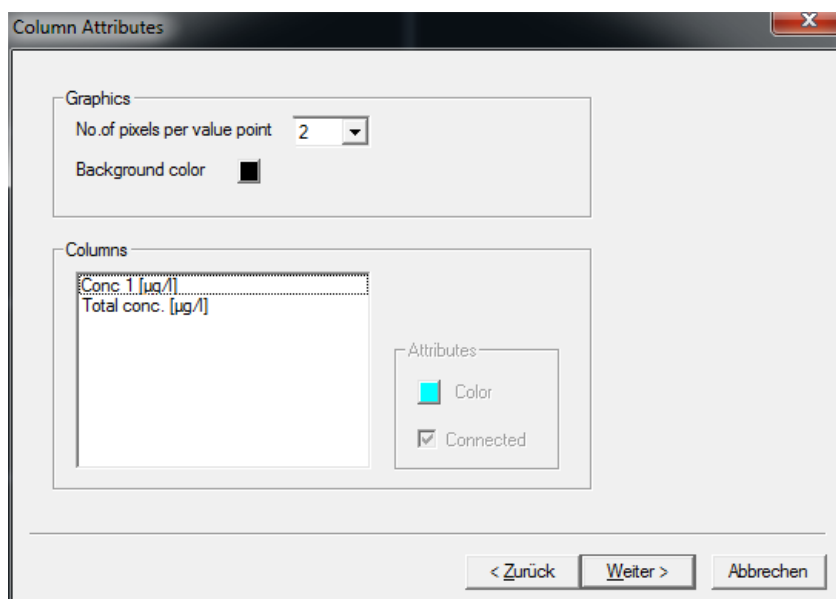 Column Attributes
Graphics
No.of pixels per value point 2
Background color
Columns
Conc 1 [µg/l]
Total conc. [µg/l]
Attributes
Color
Connected
< Zurück Weiter > Abbrechen